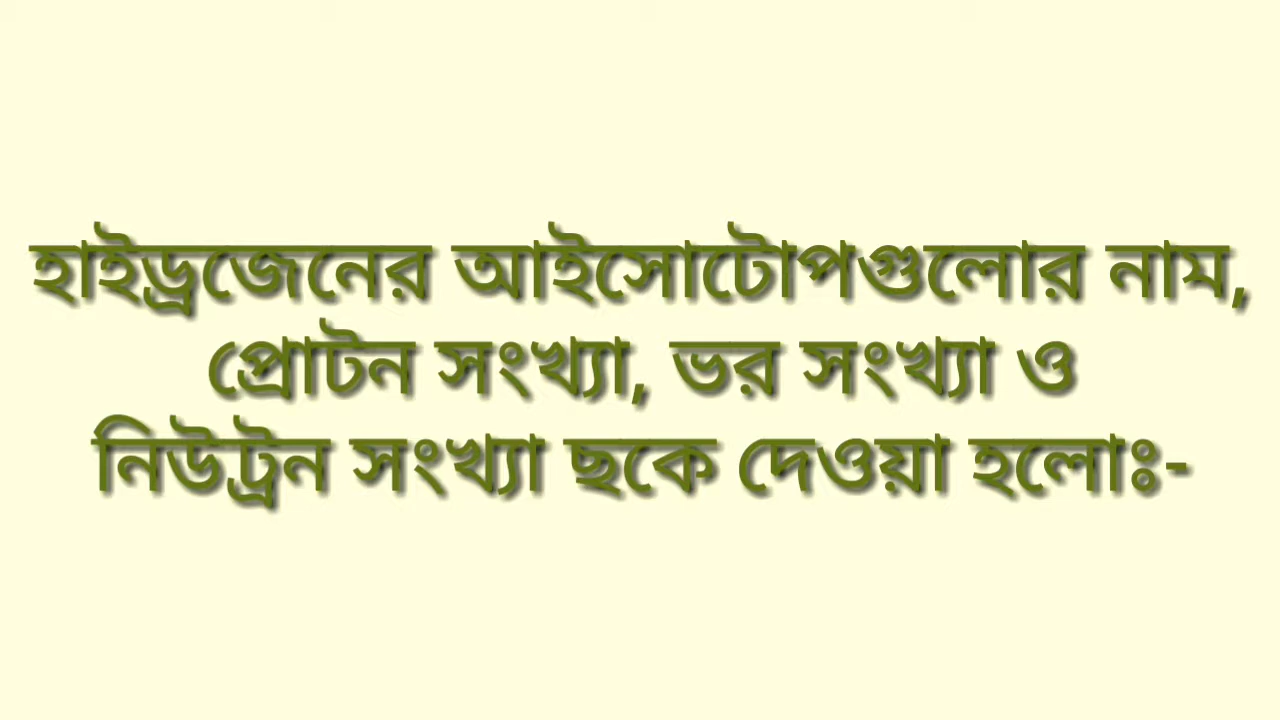 হাইড্রজেনের আইসোটোপগুলোর নাম,
প্রোটন সংখ্যা, ভর সংখ্যা ও
নিউট্রন সংখ্যা ছকে দেওয়া হলোঃ-